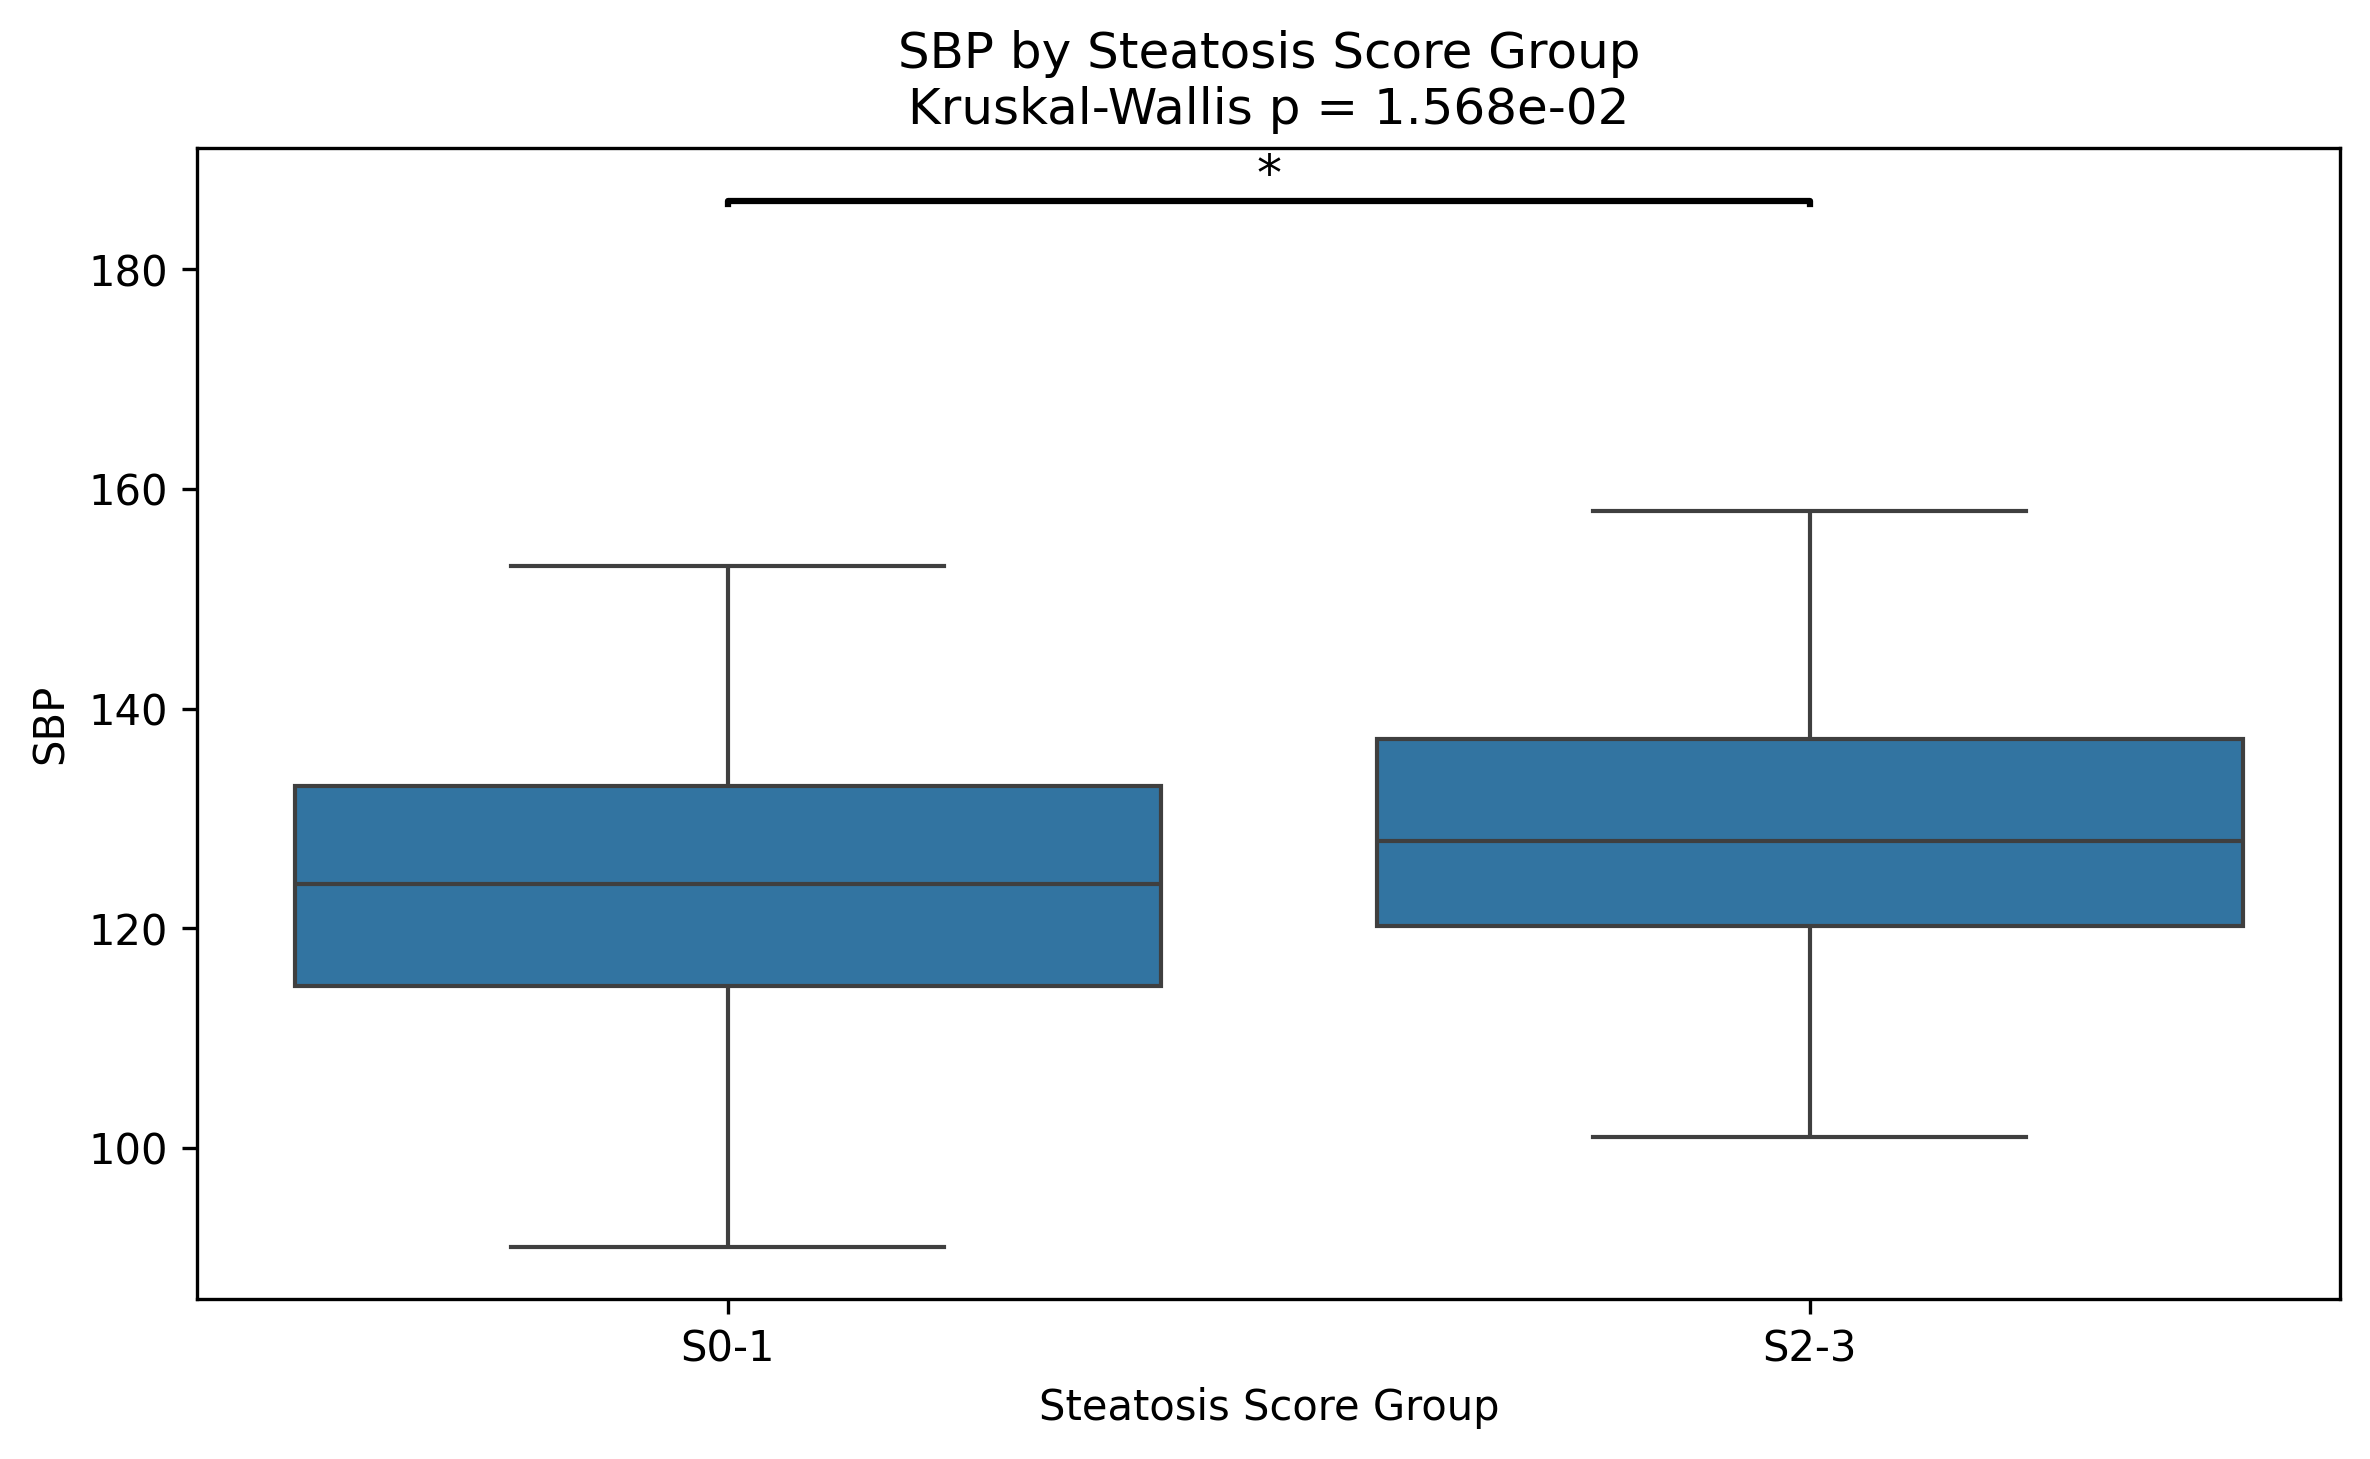 SBP by Steatosis Score Group
Kruskal-Wallis p = 1.568e-02
*
180
160
140
120
100
SBP
S0-1
S2-3
Steatosis Score Group